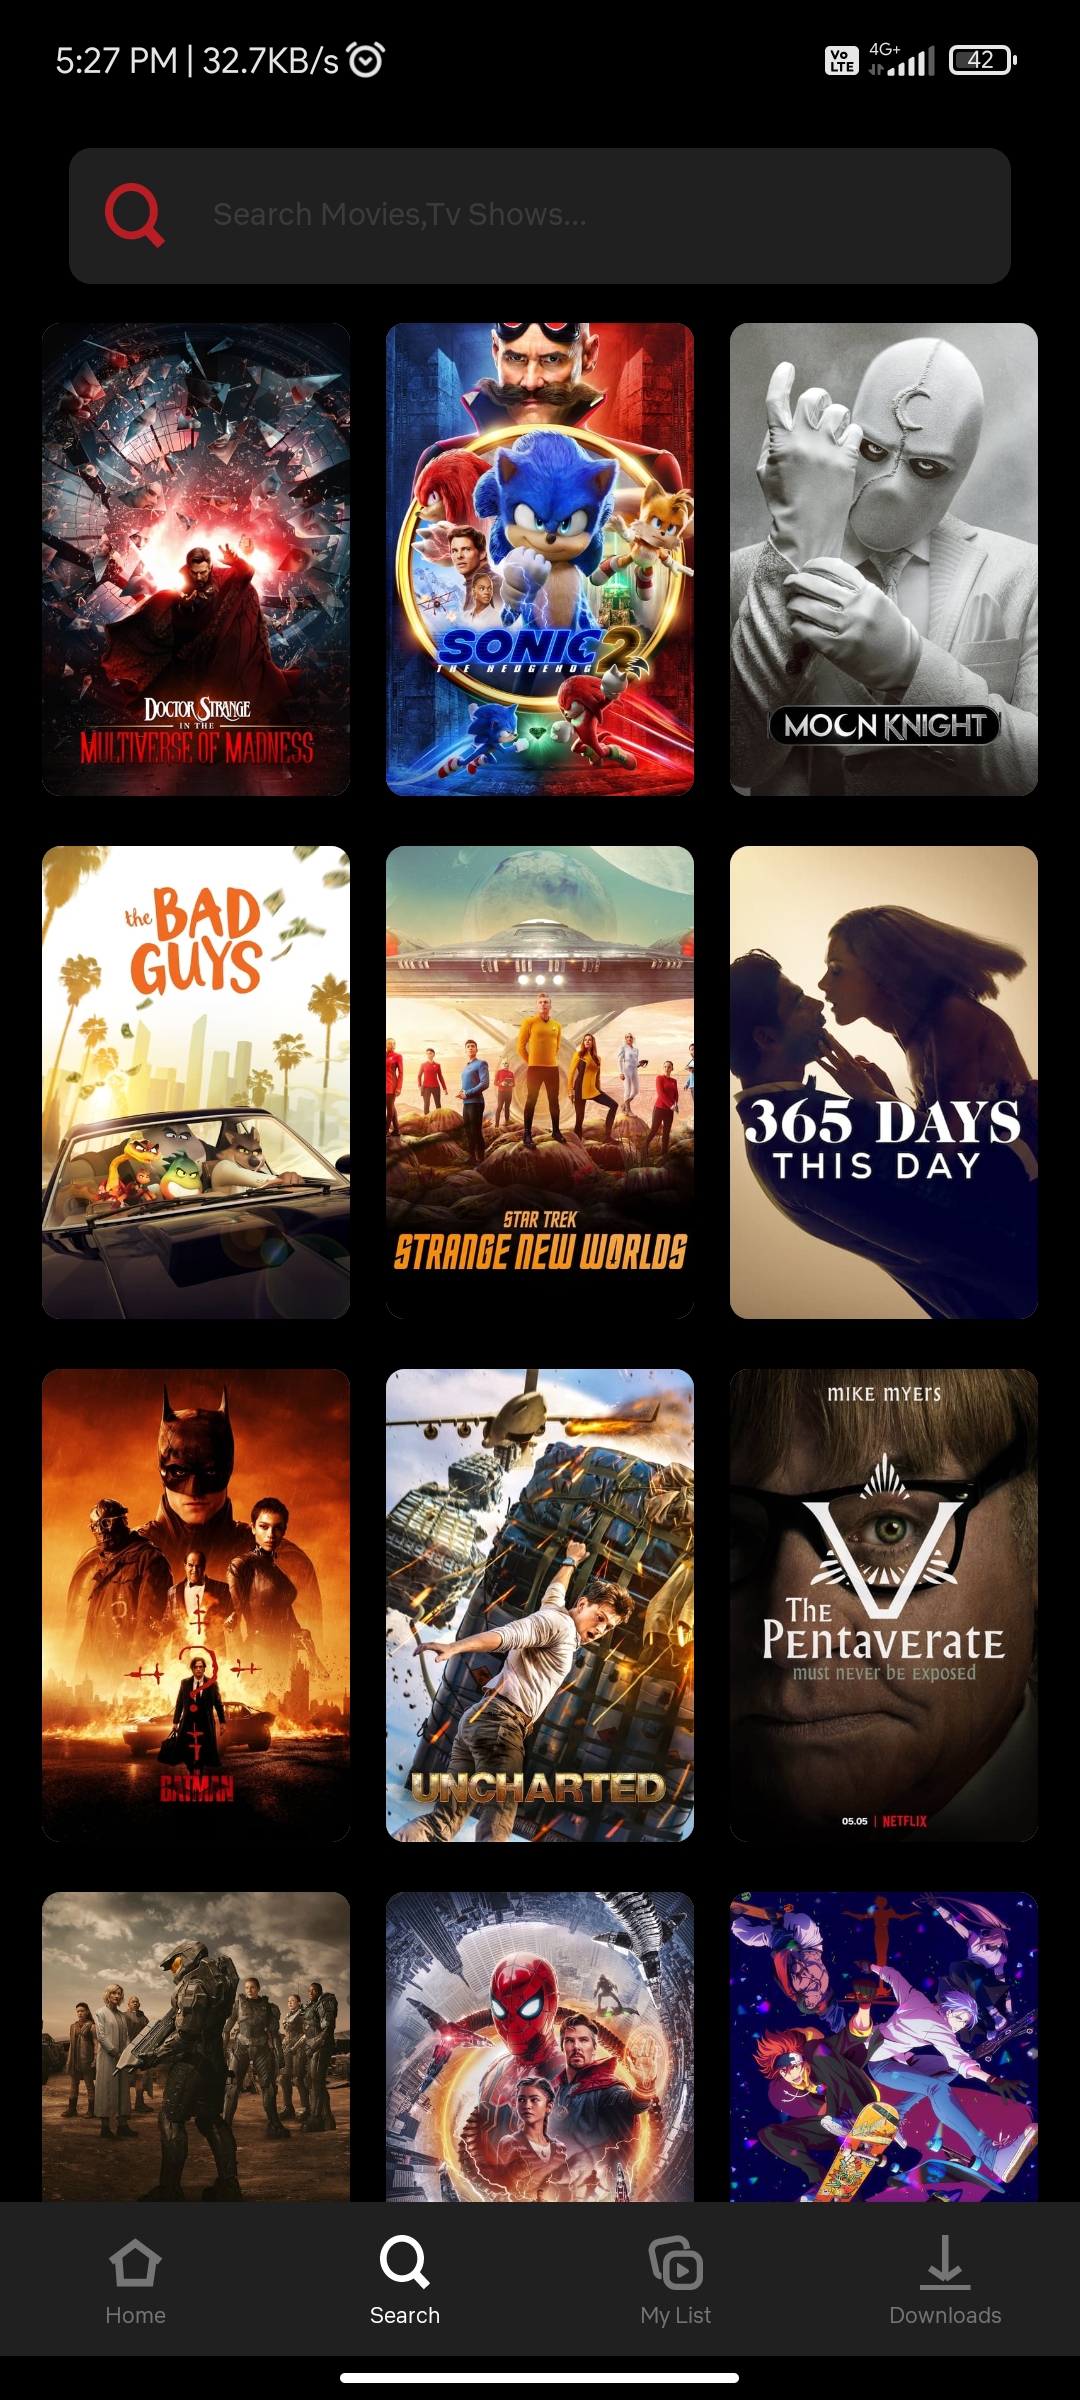 5:27 PM | 32.7KB/s
Vo LTE
4G+
42
Search Movies,Tv Shows...
DOCTOR STRANGE
IN THE
MULTIVERSE OF MADNESS
SONIC 2
THE HEDGEHOG
MOON KNIGHT
the BAD
GUYS
STAR TREK
STRANGE NEW WORLDS
365 DAYS
THIS DAY
BATMAN
UNCHARTED
MIKE MYERS
V
The
Pentaverate
must never be exposed
05.05 | NETFLIX
Home
Search
My List
Downloads